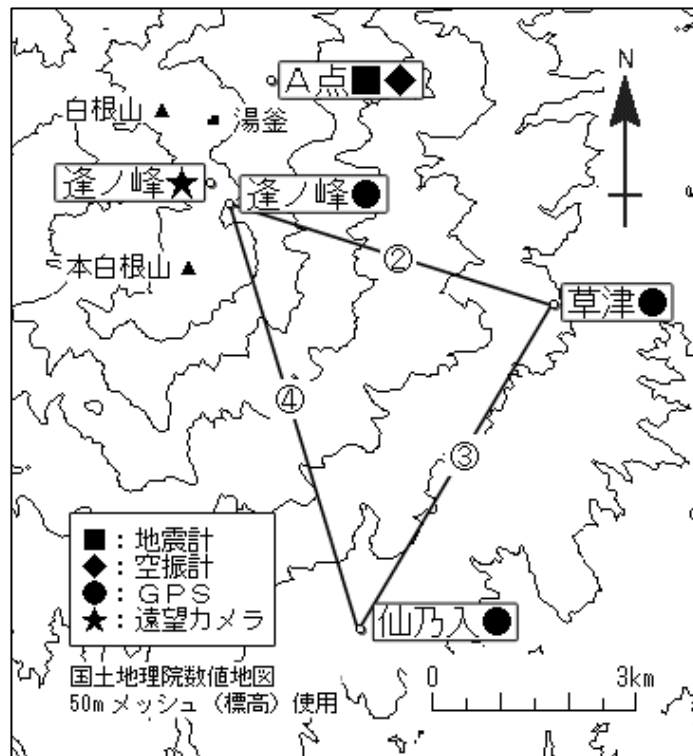 N
A点■◆
白根山▲
湯釜
逢ノ峰★
逢ノ峰●
②
本白根山▲
草津●
④
③
■：地震計
◆：空振計
●：ＧＰＳ
★：遠望カメラ
仙乃入●
国土地理院数値地図
50mメッシュ（標高）使用
0 3km